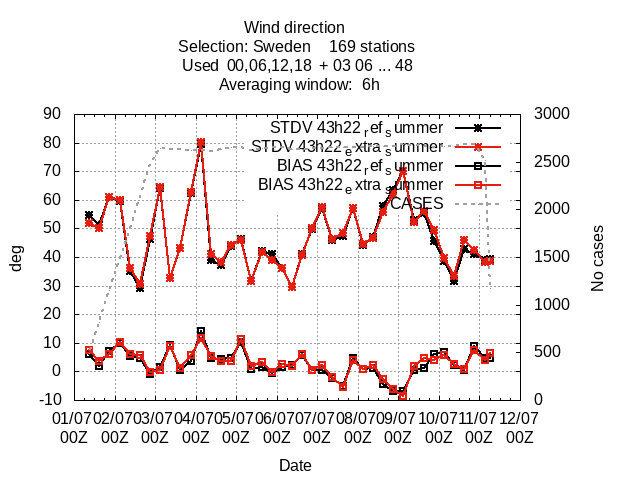 Wind direction
Selection: Sweden 169 stations
Used 00,06,12,18 + 03 06 ... 48
Averaging window: 6h
90 3000
STDV 43h22_ref_summer
80
STDV 43h22_extra_summer
2500
BIAS 43h22_ref_summer
70
BIAS 43h22_extra_summer
60 CASES 2000
50
40 1500
30
1000
20
10 500
0
-10 0
deg
No cases
01/07 02/07 03/07 04/07 05/07 06/07 07/07 08/07 09/07 10/07 11/07 12/07
00Z 00Z 00Z 00Z 00Z 00Z 00Z 00Z 00Z 00Z 00Z 00Z
Date